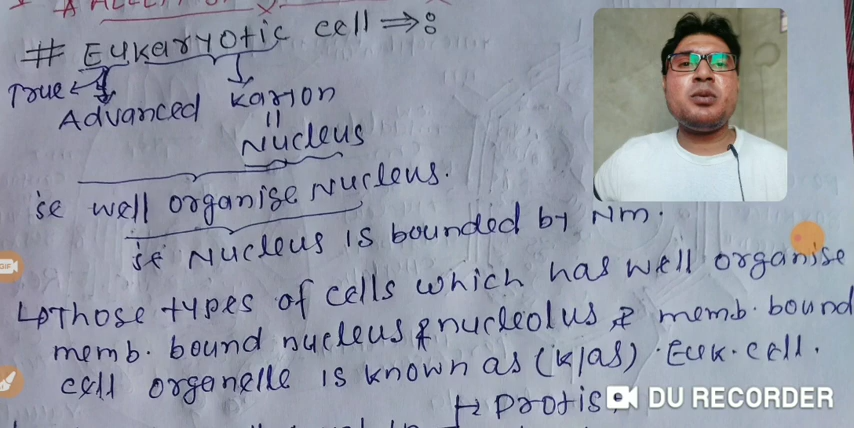 # Eukaryotic cell ⇒:
True ← Advanced Karyon
"
Nucleus
ie well organise Nucleus.
ie Nucleus is bounded by Nm.
↳ Those types of cells which has well organise
memb. bound nucleus & nucleolus & memb. bound
cell organelle is known as (k/as). Euk. cell.
Protis
DU RECORDER
GIF